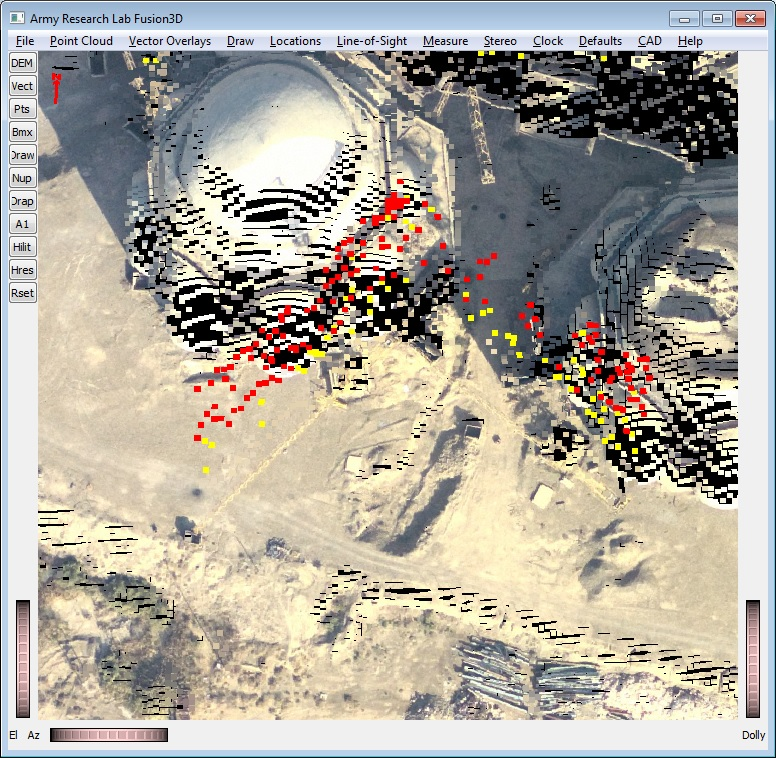 Army Research Lab Fusion3D
File Point Cloud Vector Overlays Draw Locations Line-of-Sight Measure Stereo Clock Defaults CAD Help
DEM
Vect
Pts
Bmx
Draw
Nup
Drap
A1
Hilit
Hres
Rset
El Az Dolly